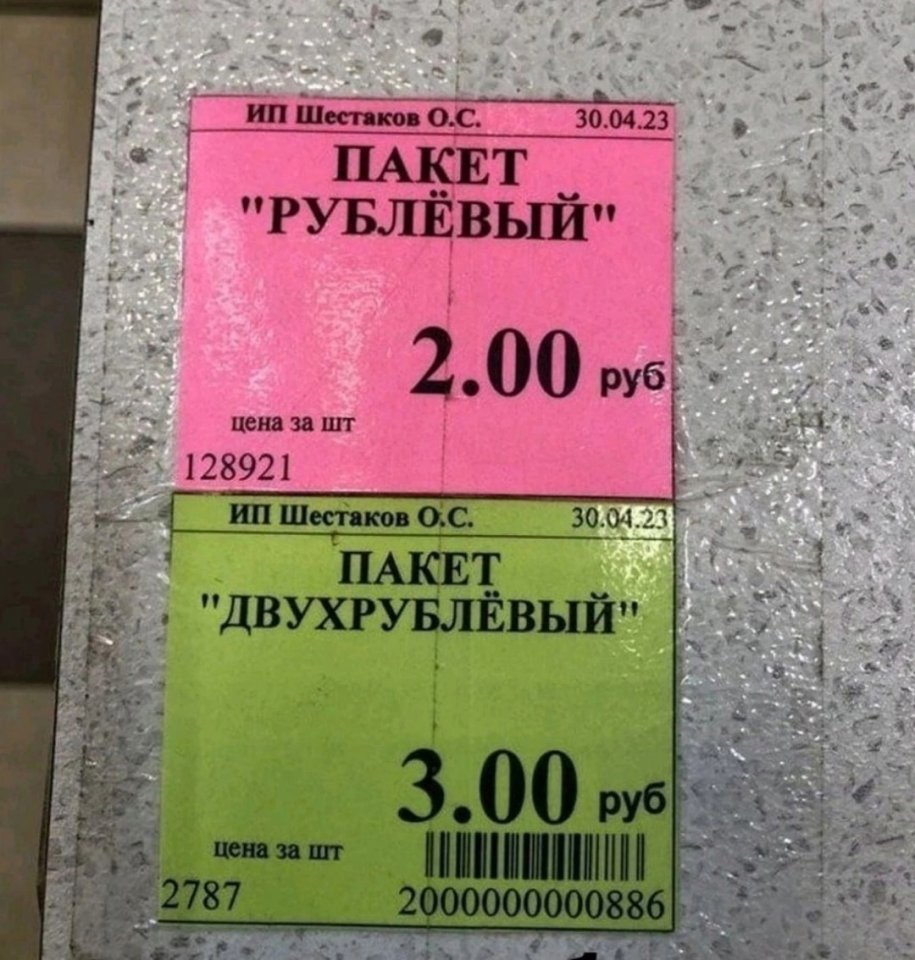 ИП Шестаков О.С. 30.04.23
ПАКЕТ
"РУБЛЁВЫЙ"
2.00 руб
цена за шт
128921
ИП Шестаков О.С. 30.04.23
ПАКЕТ
"ДВУХРУБЛЁВЫЙ"
3.00 руб
цена за шт
2787 2000000000886